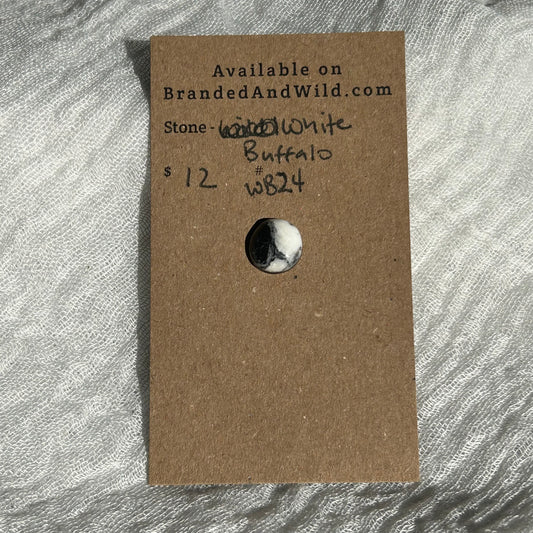 Available on
BrandedAndWild.com
Stone - White
Buffalo
$ 12 # WB24